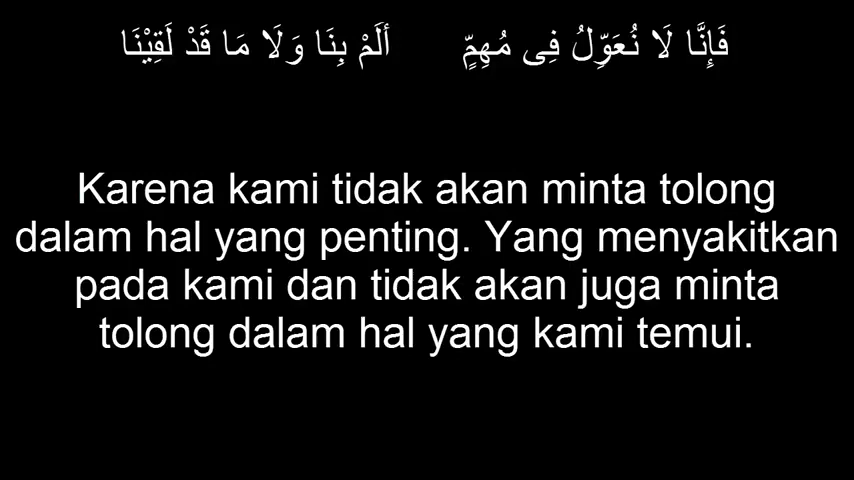 فَإِنَّا لَا نُعَوِّلُ فِى مُهِمٍّ أَلَمْ بِنَا وَلَا مَا قَدْ لَقِيْنَا
Karena kami tidak akan minta tolong
dalam hal yang penting. Yang menyakitkan
pada kami dan tidak akan juga minta
tolong dalam hal yang kami temui.